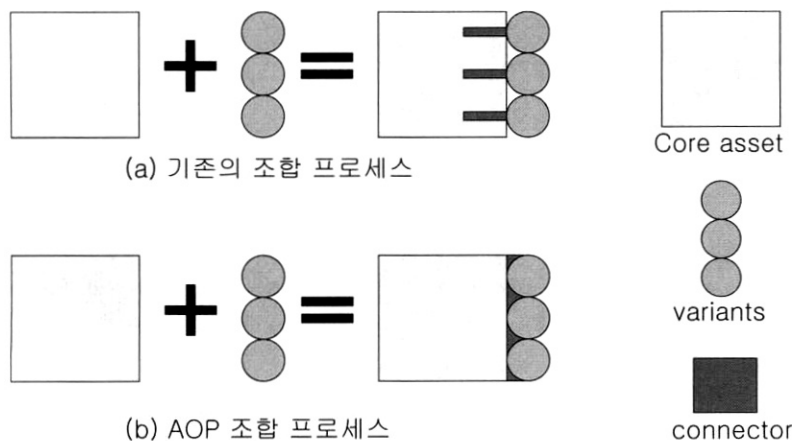 Core asset
(a) 기존의 조합 프로세스
variants
(b) AOP 조합 프로세스
connector